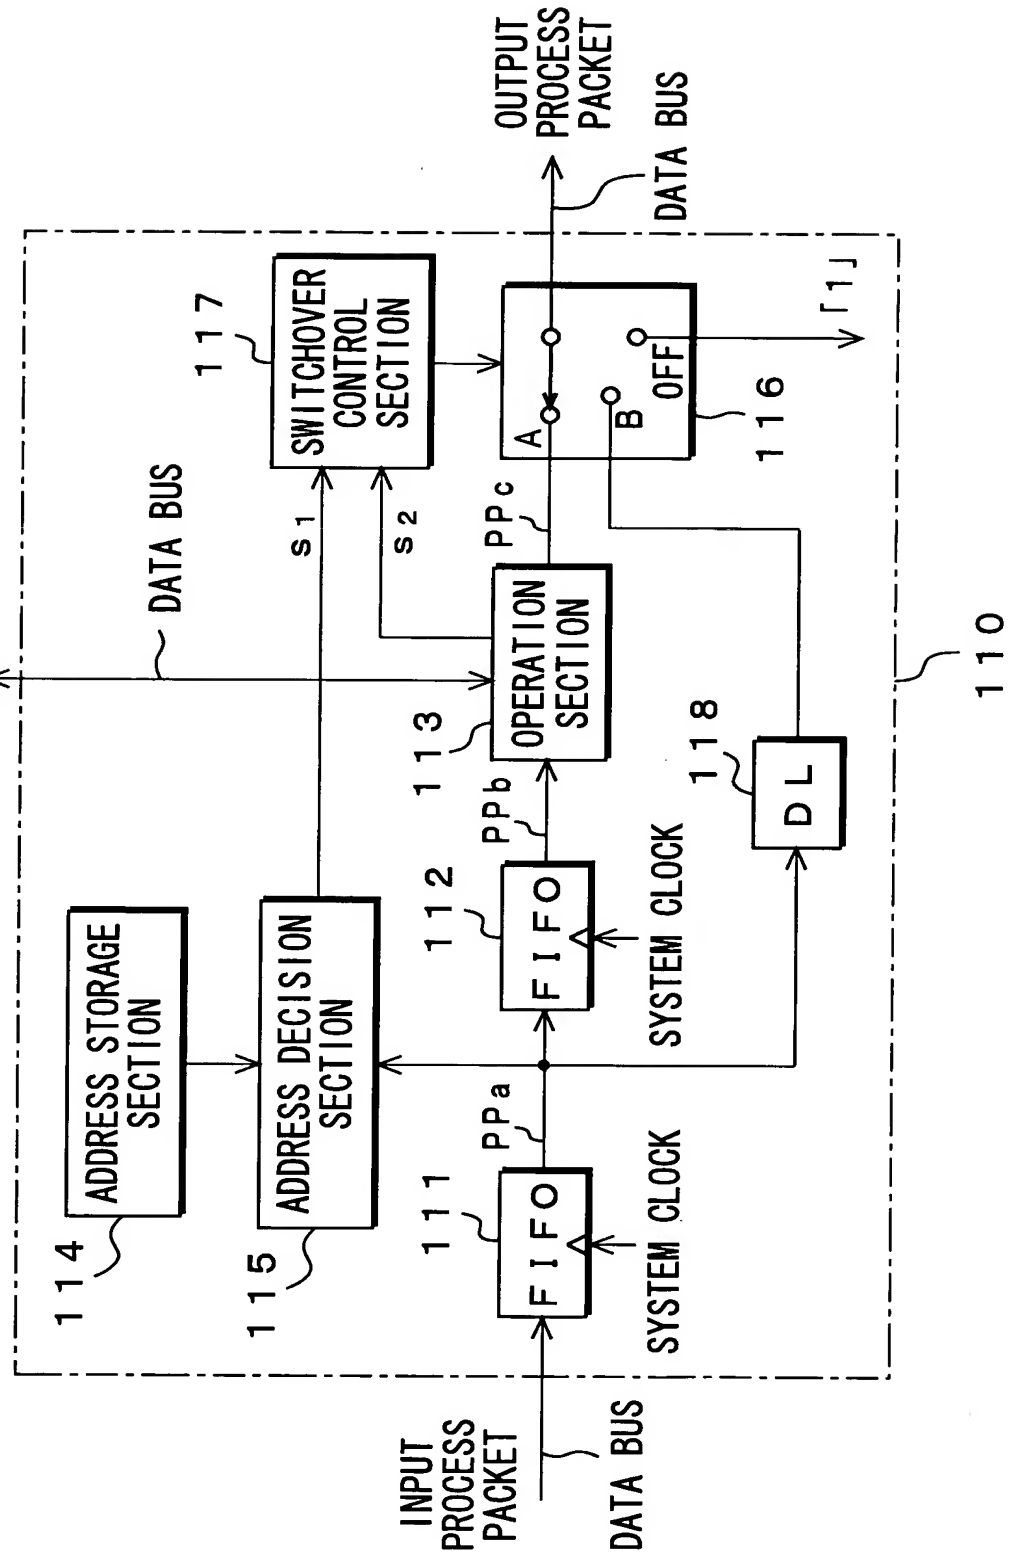 DATA BUS
114
ADDRESS STORAGE
SECTION
115
ADDRESS DECISION
SECTION
s1
s2
117
SWITCHOVER
CONTROL
SECTION
INPUT
PROCESS
PACKET
DATA BUS
111
FIFO
SYSTEM CLOCK
PPa
112
FIFO
SYSTEM CLOCK
PPb
113
OPERATION
SECTION
PPc
A
B
OFF
116
「1」
OUTPUT
PROCESS
PACKET
DATA BUS
118
DL
110